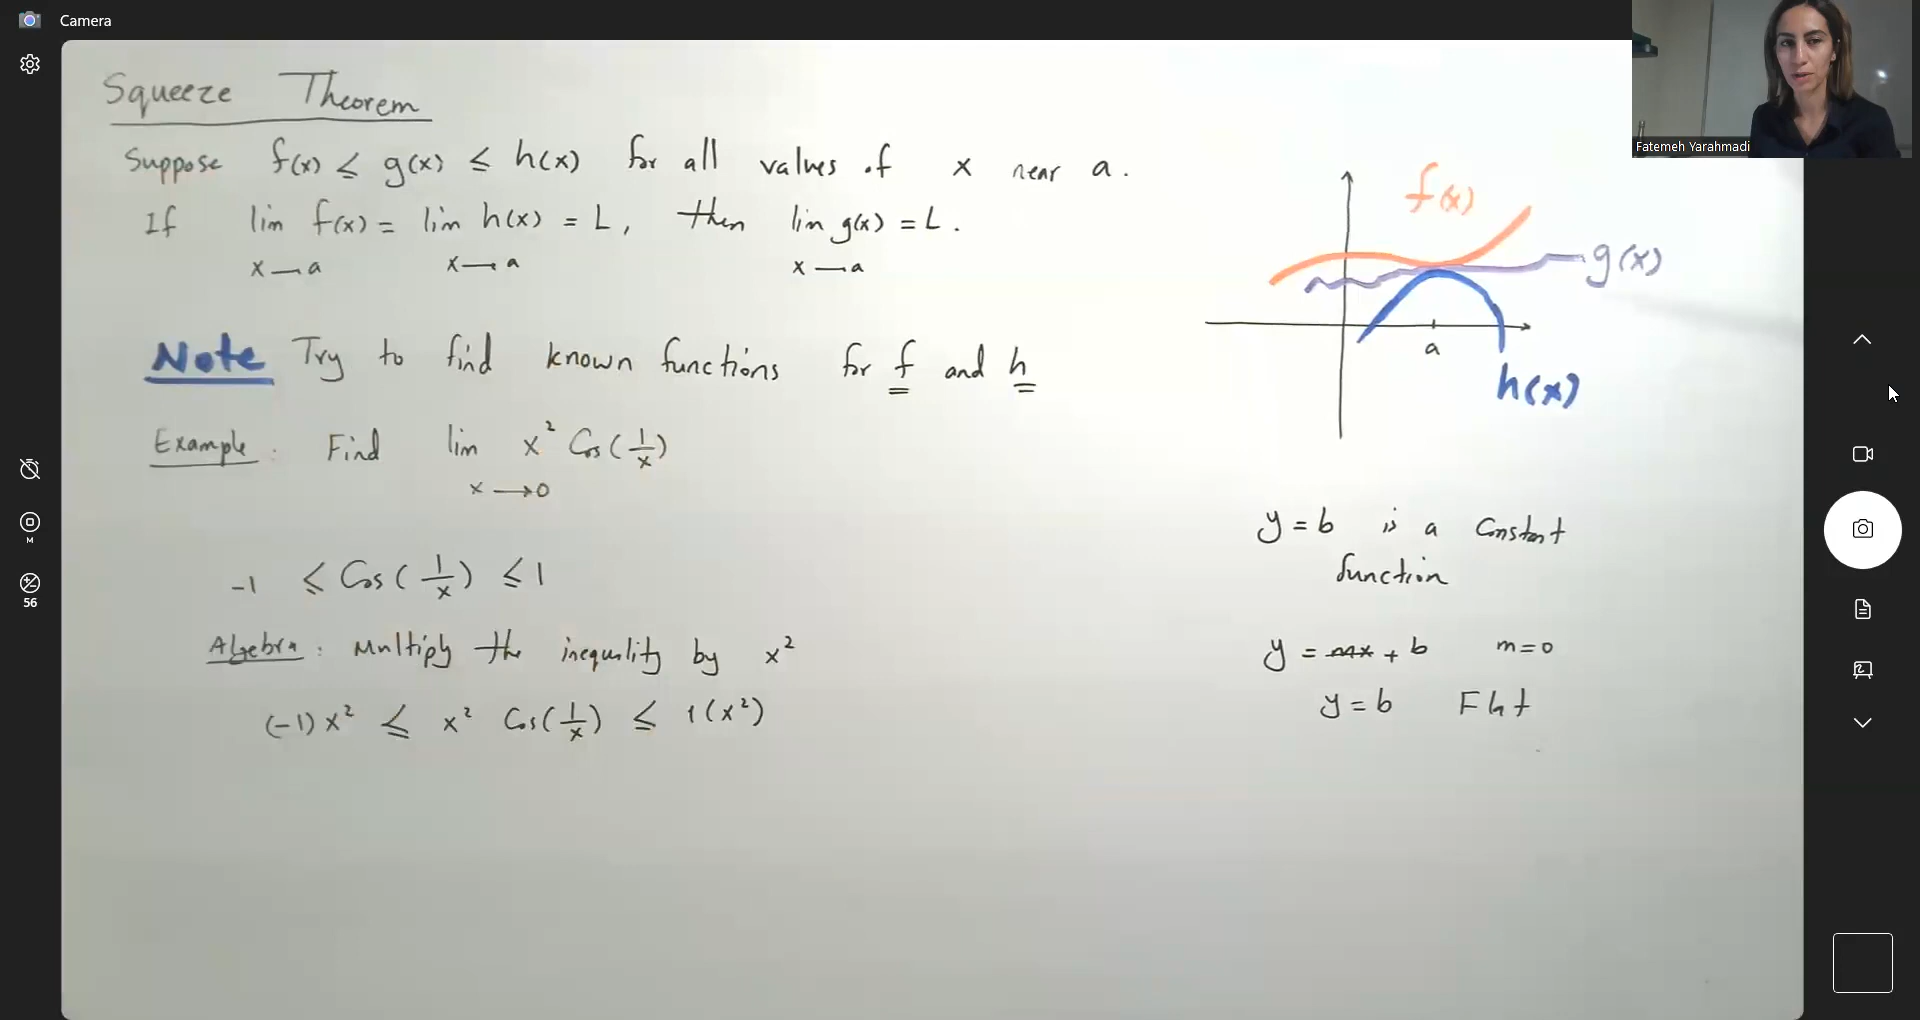 Camera
Fatemeh Yarahmadi
Squeeze Theorem
Suppose f(x) ≤ g(x) ≤ h(x) for all values of x near a.
If lim f(x) = lim h(x) = L, then lim g(x) = L.
x → a x → a x → a
Note Try to find known functions for f and h
Example: Find lim x² Cos(1/x)
x → 0
-1 ≤ Cos(1/x) ≤ 1
Algebra: Multiply the inequality by x²
(-1)x² ≤ x² Cos(1/x) ≤ 1(x²)
f(x)
g(x)
a
h(x)
y = b is a Constant
function
y = mx + b m=0
y = b Flat
M
56